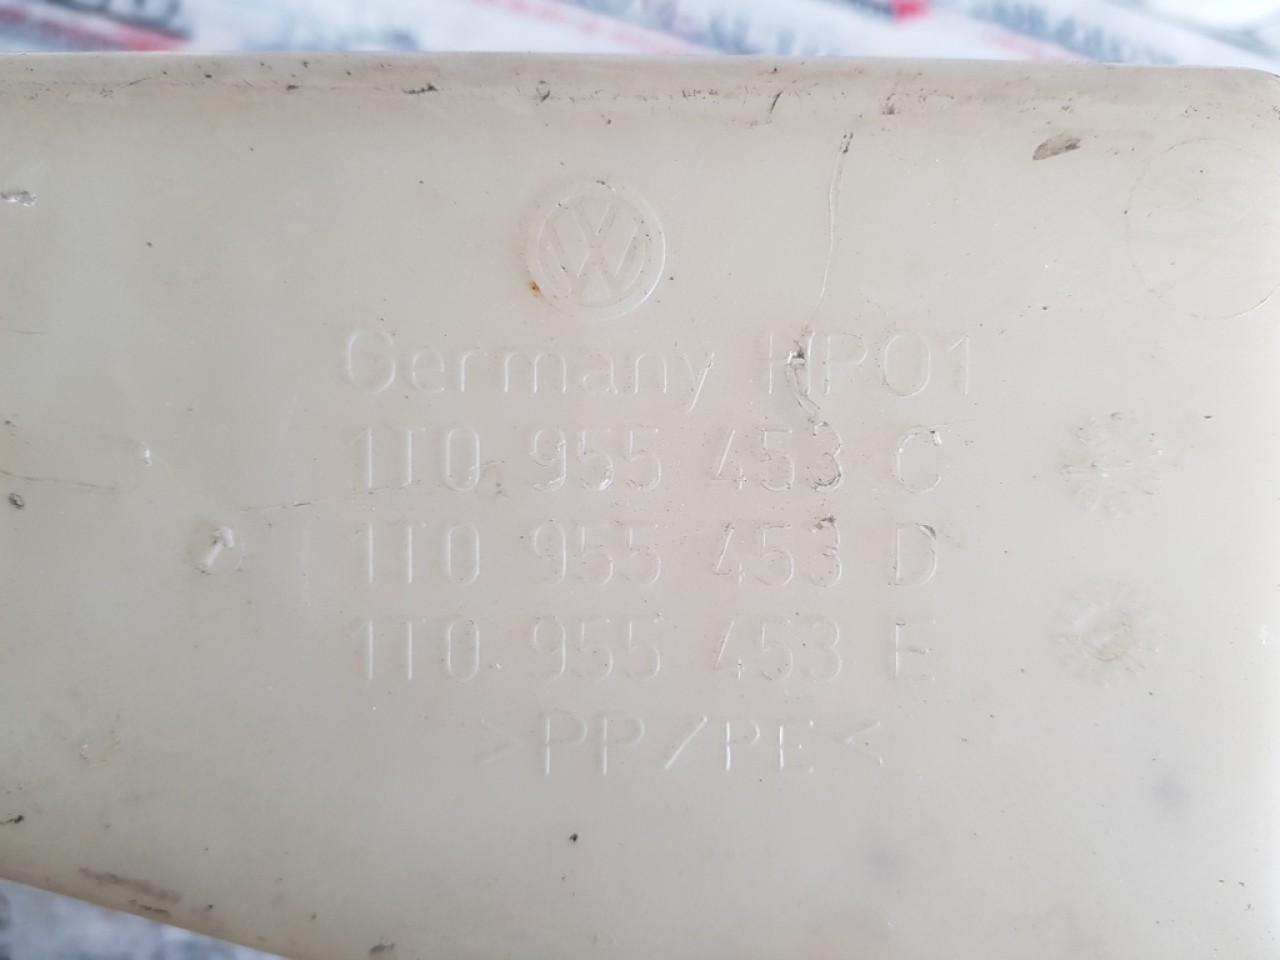 Germany HP01
1T0 955 453 C
1T0 955 453 D
1T0 955 453 E
>PP/PE<